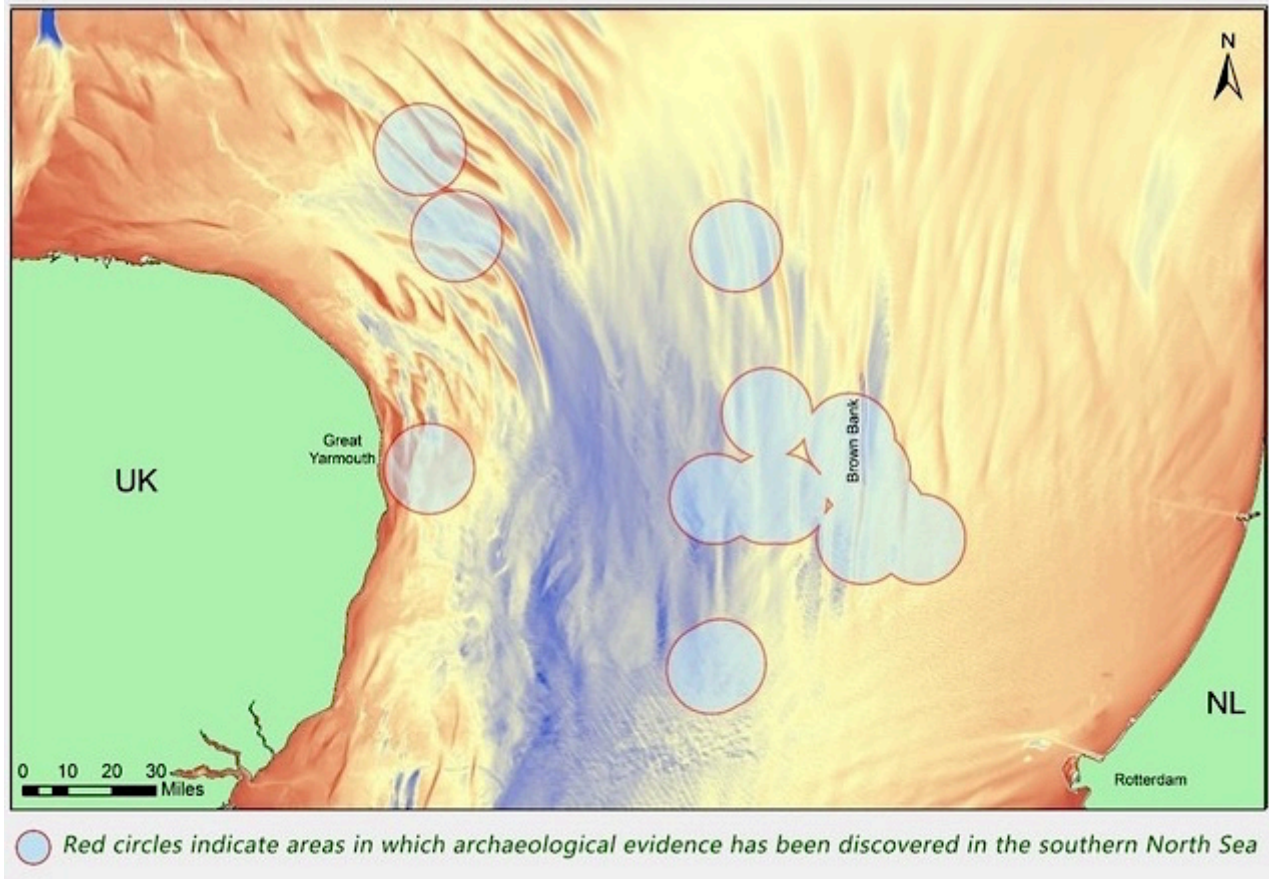 N
Great
Yarmouth
UK
Brown Bank
NL
Rotterdam
0 10 20 30
Miles
Red circles indicate areas in which archaeological evidence has been discovered in the southern North Sea